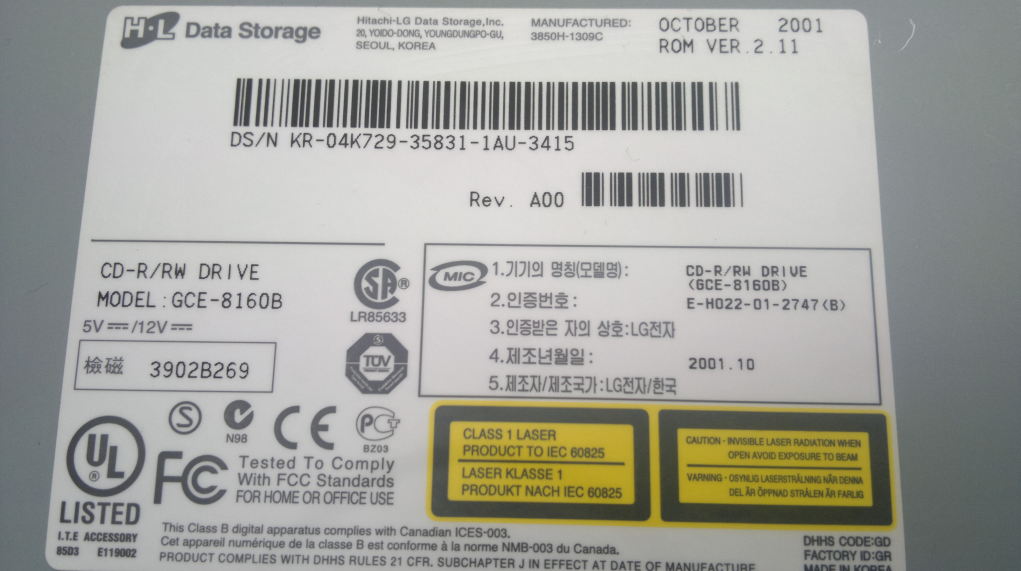 H·L Data Storage
Hitachi-LG Data Storage,Inc.
20, YOIDO-DONG, YOUNGDUNGPO-GU,
SEOUL, KOREA
MANUFACTURED:
3850H-1309C
OCTOBER 2001
ROM VER.2.11
DS/N KR-04K729-35831-1AU-3415
Rev. A00
CD-R/RW DRIVE
MODEL:GCE-8160B
5V⎓/12V⎓
檢磁 3902B269
SA®
LR85633
S
TÜV
MIC
1.기기의 명칭(모델명): CD-R/RW DRIVE
(GCE-8160B)
2.인증번호: E-H022-01-2747(B)
3.인증받은 자의 상호:LG전자
4.제조년월일: 2001.10
5.제조자/제조국가:LG전자/한국
UL®
LISTED
I.T.E ACCESSORY
85D3 E119002
S
N98
CE
PCT
BZ03
FCC
Tested To Comply
With FCC Standards
FOR HOME OR OFFICE USE
CLASS 1 LASER
PRODUCT TO IEC 60825
LASER KLASSE 1
PRODUKT NACH IEC 60825
CAUTION - INVISIBLE LASER RADIATION WHEN
OPEN AVOID EXPOSURE TO BEAM
VARNING - OSYNLIG LASERSTRÅLNING NÄR DENNA
DEL ÄR ÖPPNAD STRÅLEN ÄR FARLIG
This Class B digital apparatus complies with Canadian ICES-003.
Cet appareil numérique de la classe B est conforme à la norme NMB-003 du Canada.
PRODUCT COMPLIES WITH DHHS RULES 21 CFR. SUBCHAPTER J IN EFFECT AT DATE OF MANUFACTURE.
DHHS CODE:GD
FACTORY ID:GR
MADE IN KOREA